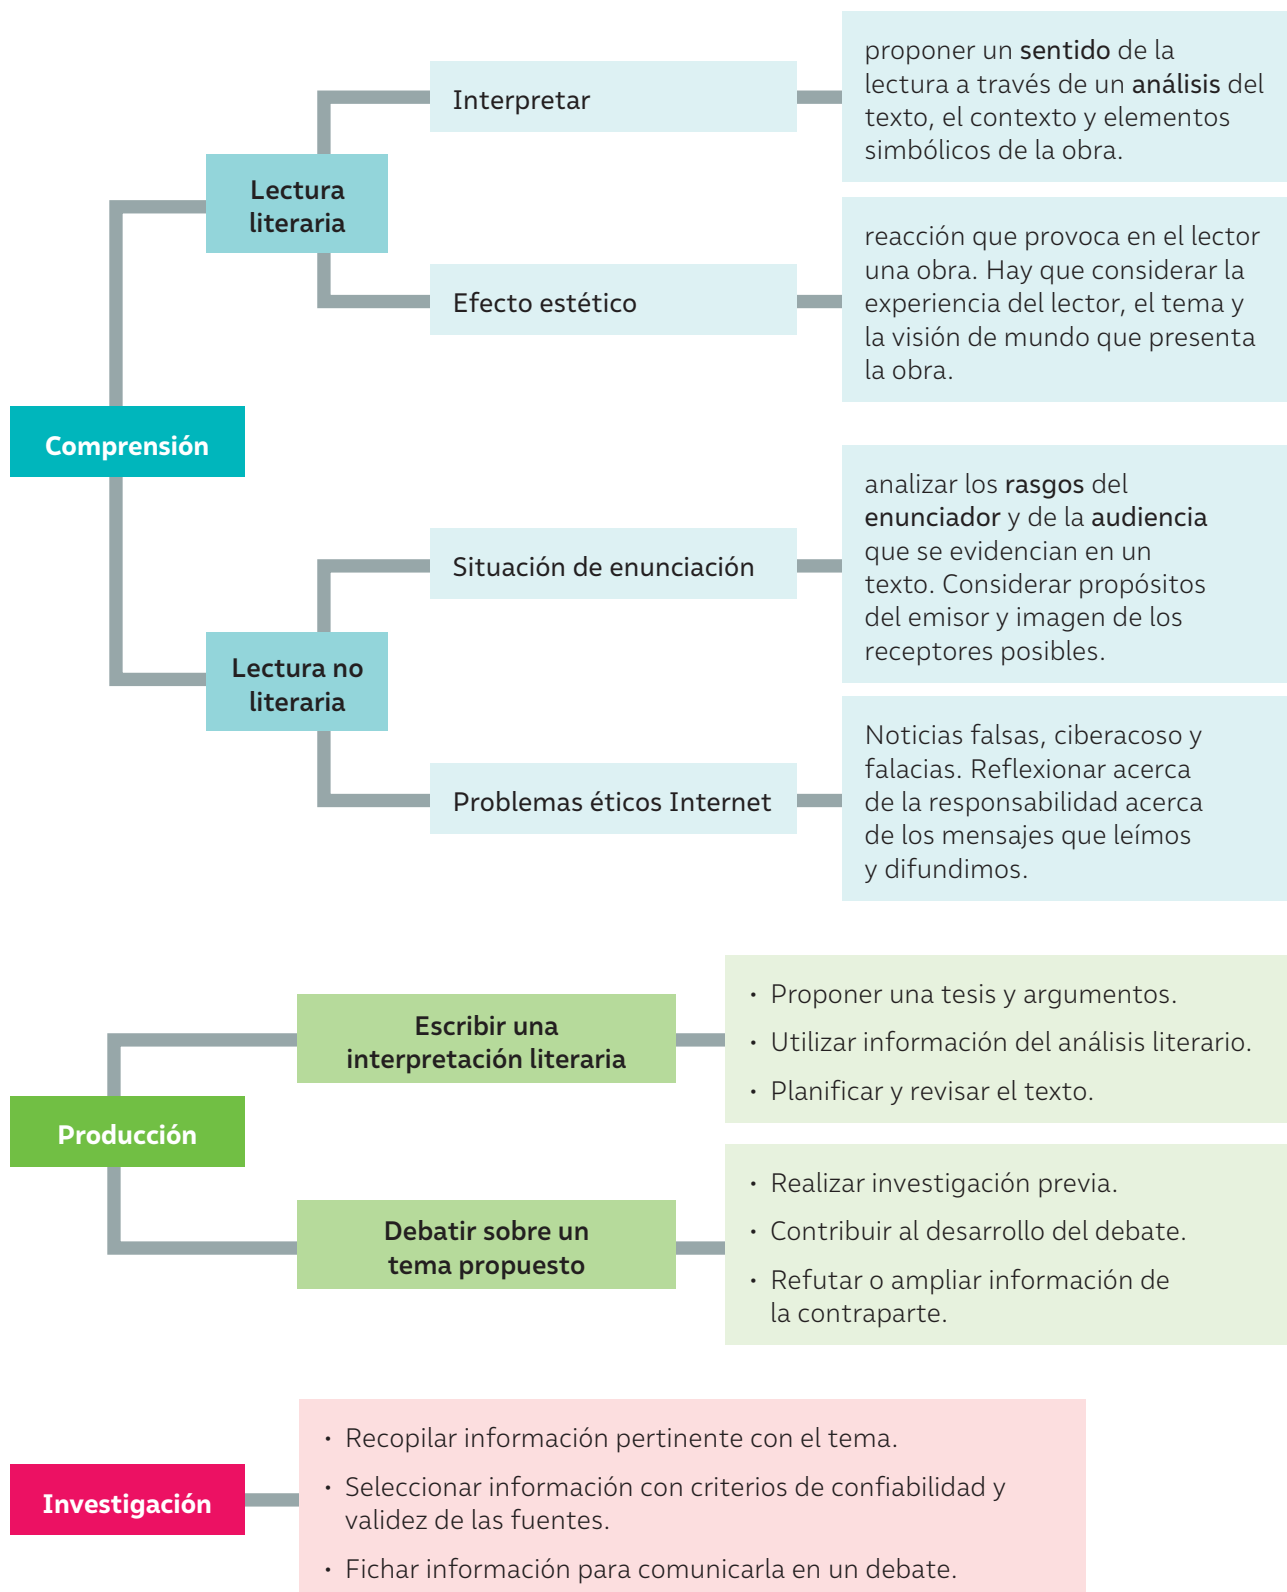 Interpretar
proponer un sentido de la
lectura a través de un análisis del
texto, el contexto y elementos
simbólicos de la obra.
Lectura
literaria
Efecto estético
reacción que provoca en el lector
una obra. Hay que considerar la
experiencia del lector, el tema y
la visión de mundo que presenta
la obra.
Comprensión
Situación de enunciación
analizar los rasgos del
enunciador y de la audiencia
que se evidencian en un
texto. Considerar propósitos
del emisor y imagen de los
receptores posibles.
Lectura no
literaria
Problemas éticos Internet
Noticias falsas, ciberacoso y
falacias. Reflexionar acerca
de la responsabilidad acerca
de los mensajes que leímos
y difundimos.
Escribir una
interpretación literaria
• Proponer una tesis y argumentos.
• Utilizar información del análisis literario.
• Planificar y revisar el texto.
Producción
Debatir sobre un
tema propuesto
• Realizar investigación previa.
• Contribuir al desarrollo del debate.
• Refutar o ampliar información de
la contraparte.
Investigación
• Recopilar información pertinente con el tema.
• Seleccionar información con criterios de confiabilidad y
validez de las fuentes.
• Fichar información para comunicarla en un debate.